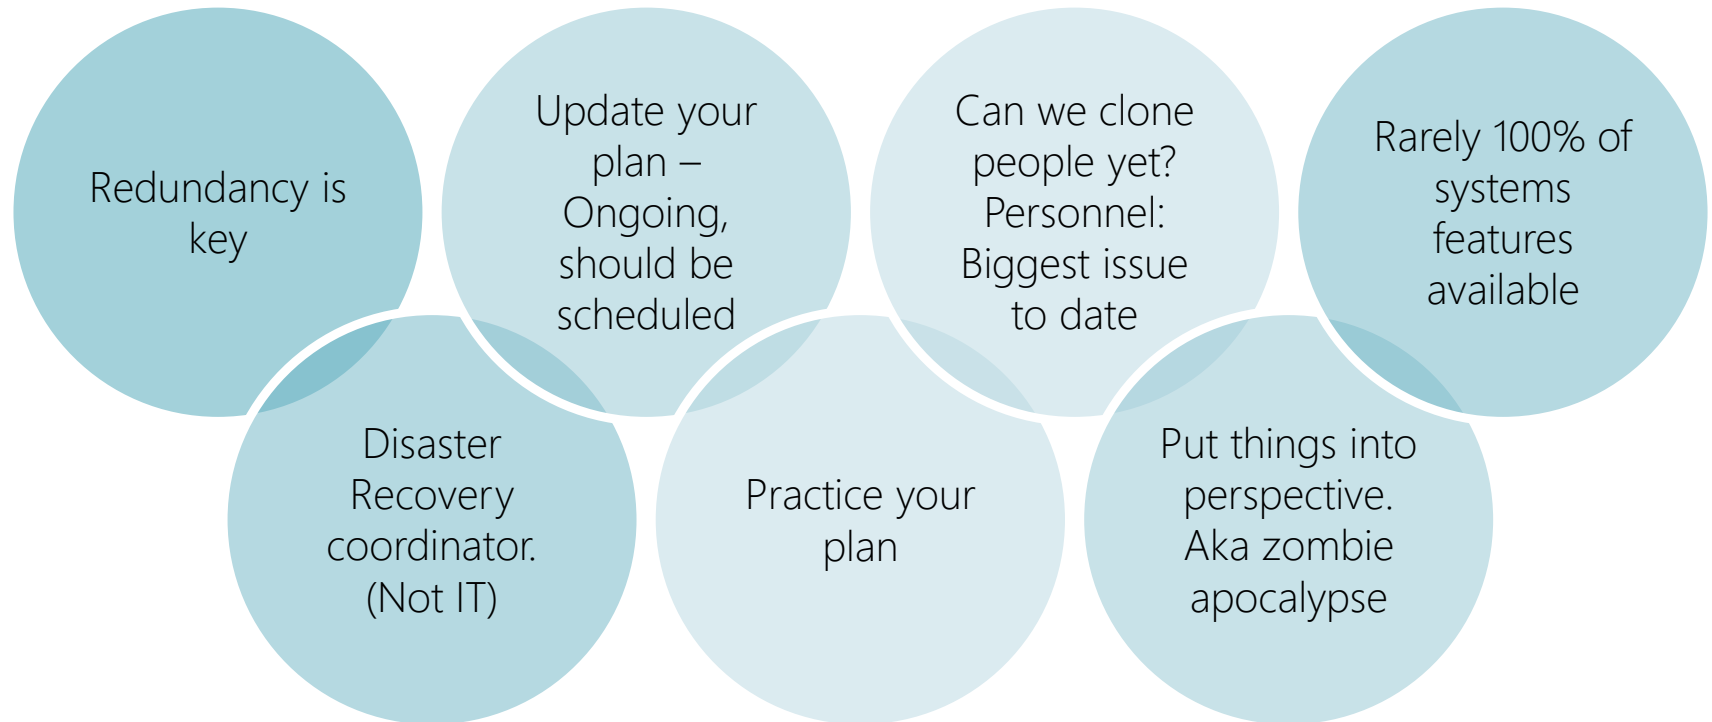 Redundancy is
key
Disaster
Recovery
coordinator.
(Not IT)
Update your
plan –
Ongoing,
should be
scheduled
Practice your
plan
Can we clone
people yet?
Personnel:
Biggest issue
to date
Put things into
perspective.
Aka zombie
apocalypse
Rarely 100% of
systems
features
available